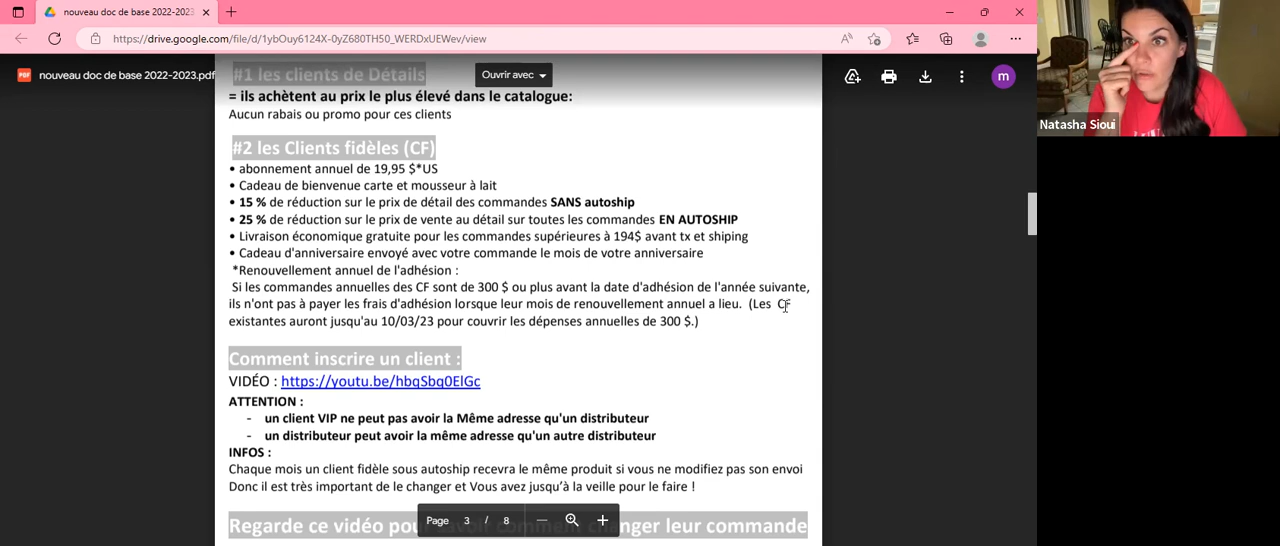 nouveau doc de base 2022-2023
https://drive.google.com/file/d/1ybOuy6124X-0yZ680TH50_WERDxUEWev/view
PDF nouveau doc de base 2022-2023.pdf
Ouvrir avec
m
Natasha Sioui
#1 les clients de Détails
= ils achètent au prix le plus élevé dans le catalogue:
Aucun rabais ou promo pour ces clients
#2 les Clients fidèles (CF)
• abonnement annuel de 19,95 $*US
• Cadeau de bienvenue carte et mousseur à lait
• 15 % de réduction sur le prix de détail des commandes SANS autoship
• 25 % de réduction sur le prix de vente au détail sur toutes les commandes EN AUTOSHIP
• Livraison économique gratuite pour les commandes supérieures à 194$ avant tx et shiping
• Cadeau d'anniversaire envoyé avec votre commande le mois de votre anniversaire
*Renouvellement annuel de l'adhésion :
Si les commandes annuelles des CF sont de 300 $ ou plus avant la date d'adhésion de l'année suivante,
ils n'ont pas à payer les frais d'adhésion lorsque leur mois de renouvellement annuel a lieu. (Les CF
existantes auront jusqu'au 10/03/23 pour couvrir les dépenses annuelles de 300 $.)
Comment inscrire un client :
VIDÉO : https://youtu.be/hbqSbq0ElGc
ATTENTION :
- un client VIP ne peut pas avoir la Même adresse qu'un distributeur
- un distributeur peut avoir la même adresse qu'un autre distributeur
INFOS :
Chaque mois un client fidèle sous autoship recevra le même produit si vous ne modifiez pas son envoi
Donc il est très important de le changer et Vous avez jusqu'à la veille pour le faire !
Page 3 / 8
Regarde ce vidéo pour savoir comment changer leur commande